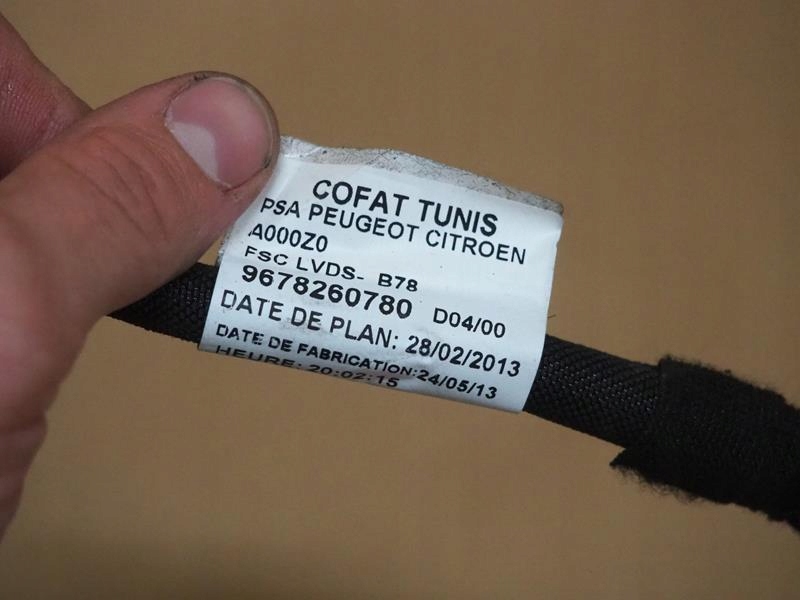 COFAT TUNIS
PSA PEUGEOT CITROEN
A000Z0
FSC LVDS- B78
9678260780 D04/00
DATE DE PLAN: 28/02/2013
DATE DE FABRICATION:24/05/13
HEURE: 20:02:15